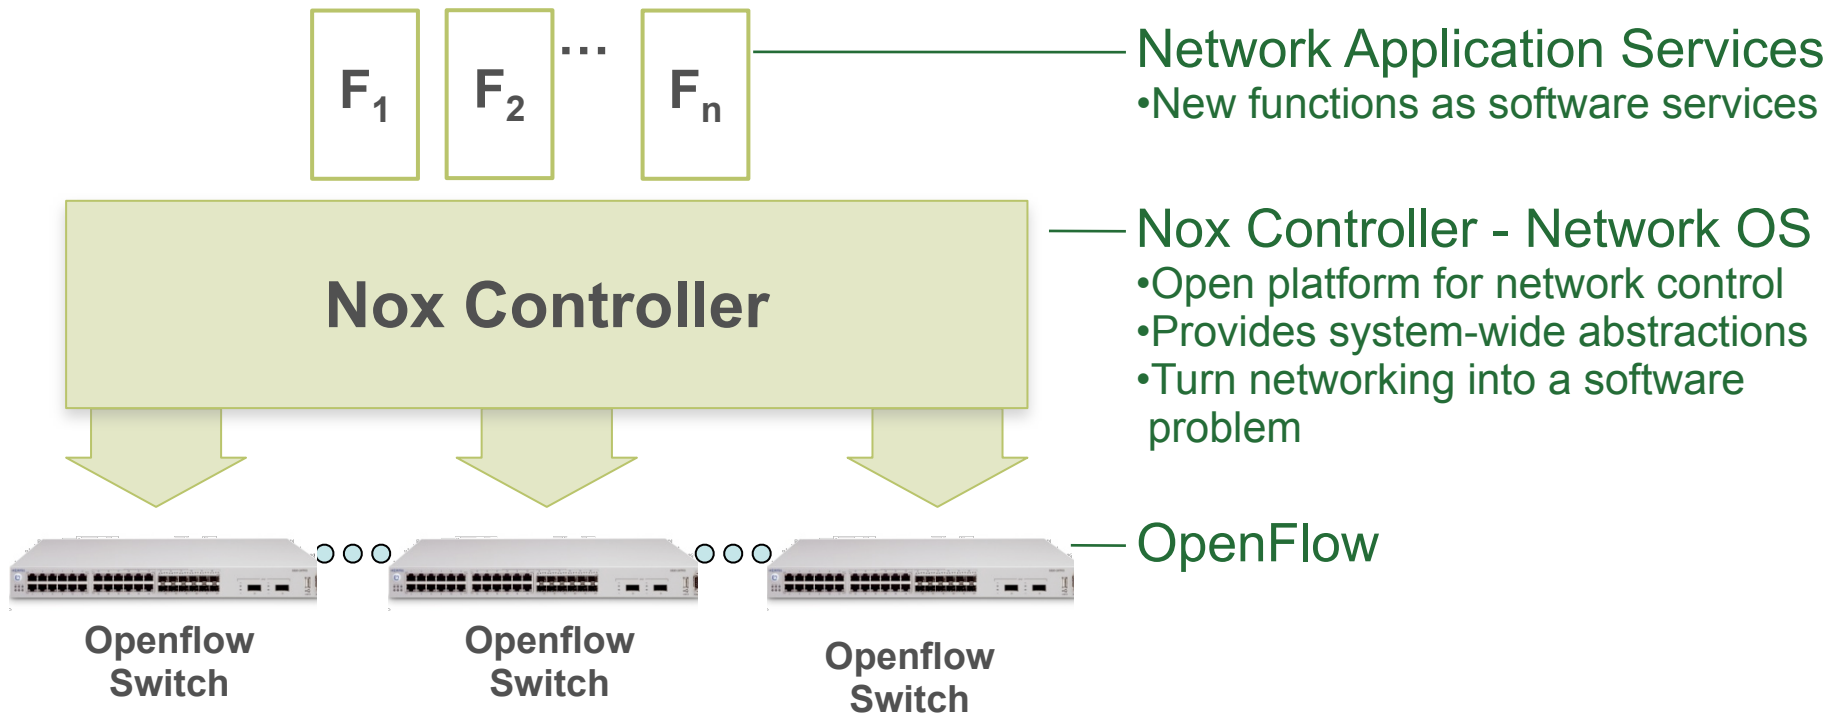 F1
F2
...
Fn
Network Application Services
•New functions as software services
Nox Controller
Nox Controller - Network OS
•Open platform for network control
•Provides system-wide abstractions
•Turn networking into a software
problem
OpenFlow
Openflow
Switch
Openflow
Switch
Openflow
Switch